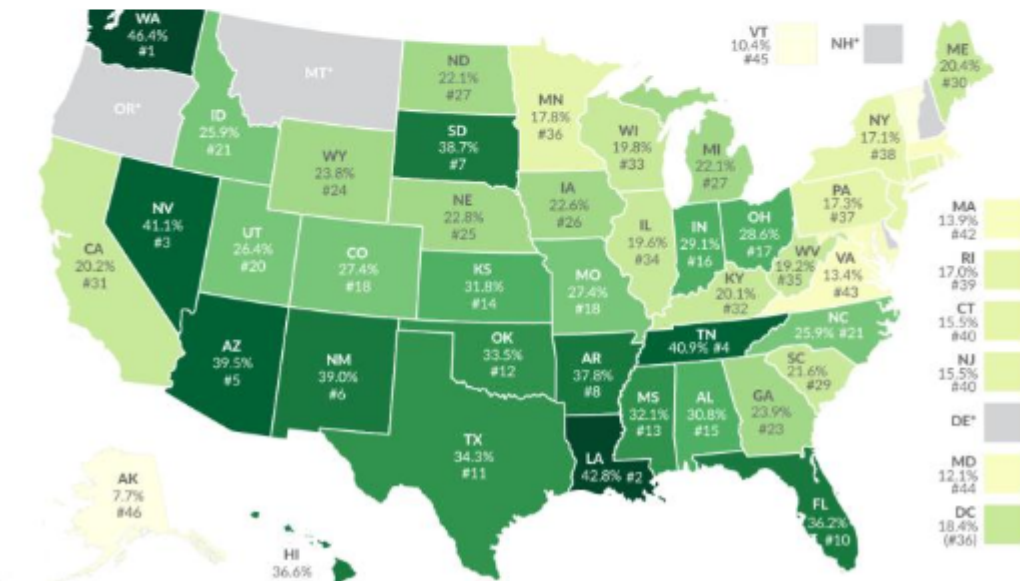 WA
46.4%
#1
MT*
OR*
ID
25.9%
#21
ND
22.1%
#27
MN
17.8%
#36
SD
38.7%
#7
WY
23.8%
#24
WI
19.8%
#33
MI
22.1%
#27
VT
10.4%
#45
NH*
ME
20.4%
#30
NY
17.1%
#38
PA
17.3%
#37
NV
41.1%
#3
UT
26.4%
#20
CA
20.2%
#31
CO
27.4%
#18
NE
22.8%
#25
IA
22.6%
#26
IL
19.6%
#34
IN
29.1%
#16
OH
28.6%
#17
WV
19.2%
#35
VA
13.4%
#43
KS
31.8%
#14
MO
27.4%
#18
KY
20.1%
#32
NC
25.9% #21
TN
40.9% #4
SC
21.6%
#29
AZ
39.5%
#5
NM
39.0%
#6
OK
33.5%
#12
AR
37.8%
#8
MS
32.1%
#13
AL
30.8%
#15
GA
23.9%
#23
TX
34.3%
#11
LA
42.8% #2
FL
36.2%
#10
AK
7.7%
#46
HI
36.6%
MA
13.9%
#42
RI
17.0%
#39
CT
15.5%
#40
NJ
15.5%
#40
DE*
MD
12.1%
#44
DC
18.4%
(#36)